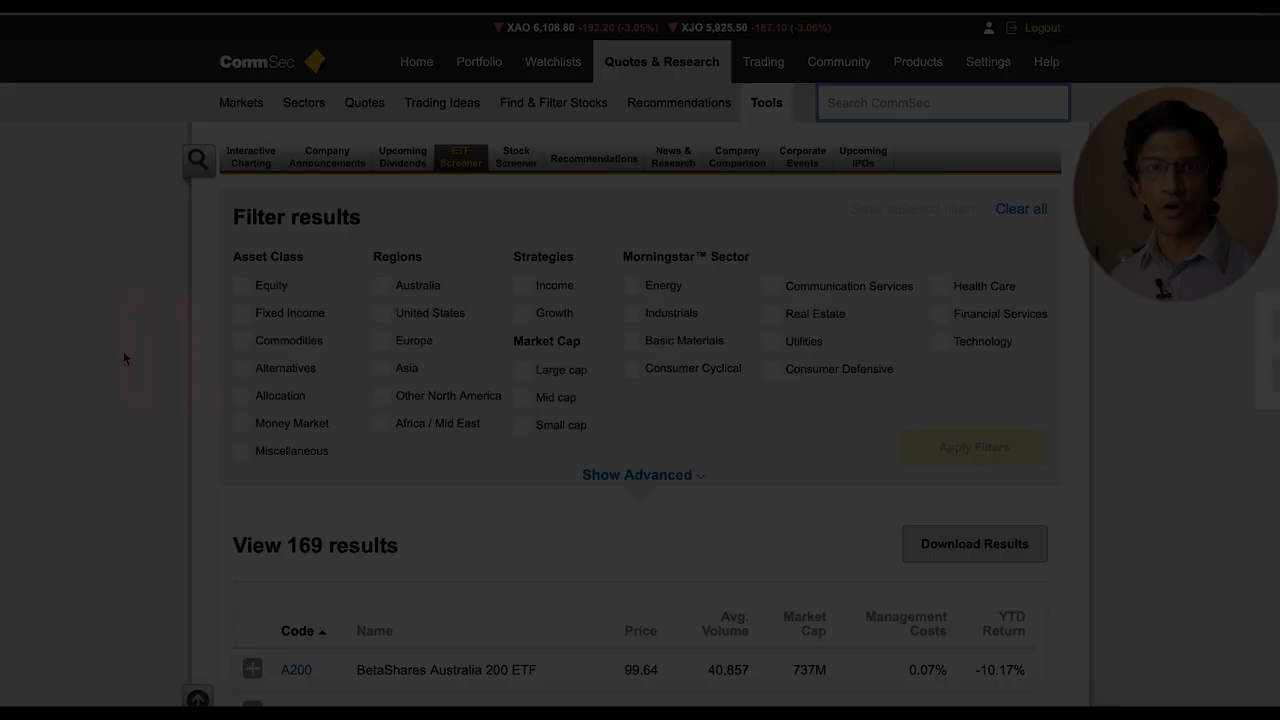 XAO 6,108.80 -192.20 (-3.05%) XJO 5,925.50 -187.10 (-3.06%) Logout
CommSec Home Portfolio Watchlists Quotes & Research Trading Community Products Settings Help
Markets Sectors Quotes Trading Ideas Find & Filter Stocks Recommendations Tools Search CommSec
Interactive Charting
Company Announcements
Upcoming Dividends
ETF Screener
Stock Screener
Recommendations
News & Research
Company Comparison
Corporate Events
Upcoming IPOs
Filter results Save selected filters Clear all
Asset Class Regions Strategies Morningstar™ Sector
Equity Australia Income Energy Communication Services Health Care
Fixed Income United States Growth Industrials Real Estate Financial Services
Commodities Europe Market Cap Basic Materials Utilities Technology
Alternatives Asia Large cap Consumer Cyclical Consumer Defensive
Allocation Other North America Mid cap
Money Market Africa / Mid East Small cap
Miscellaneous
Apply Filters
Show Advanced
View 169 results Download Results
Code Name Price Avg. Volume Market Cap Management Costs YTD Return
A200 BetaShares Australia 200 ETF 99.64 40,857 737M 0.07% -10.17%